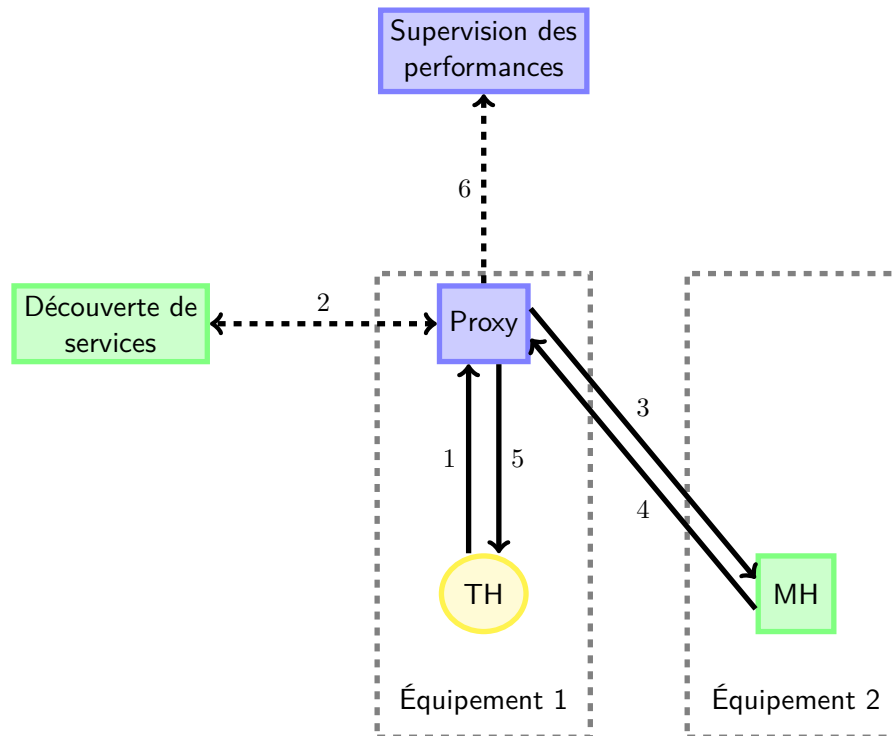 Supervision des
performances
6
Découverte de
services
2
Proxy
3
1
5
4
TH
MH
Équipement 1
Équipement 2